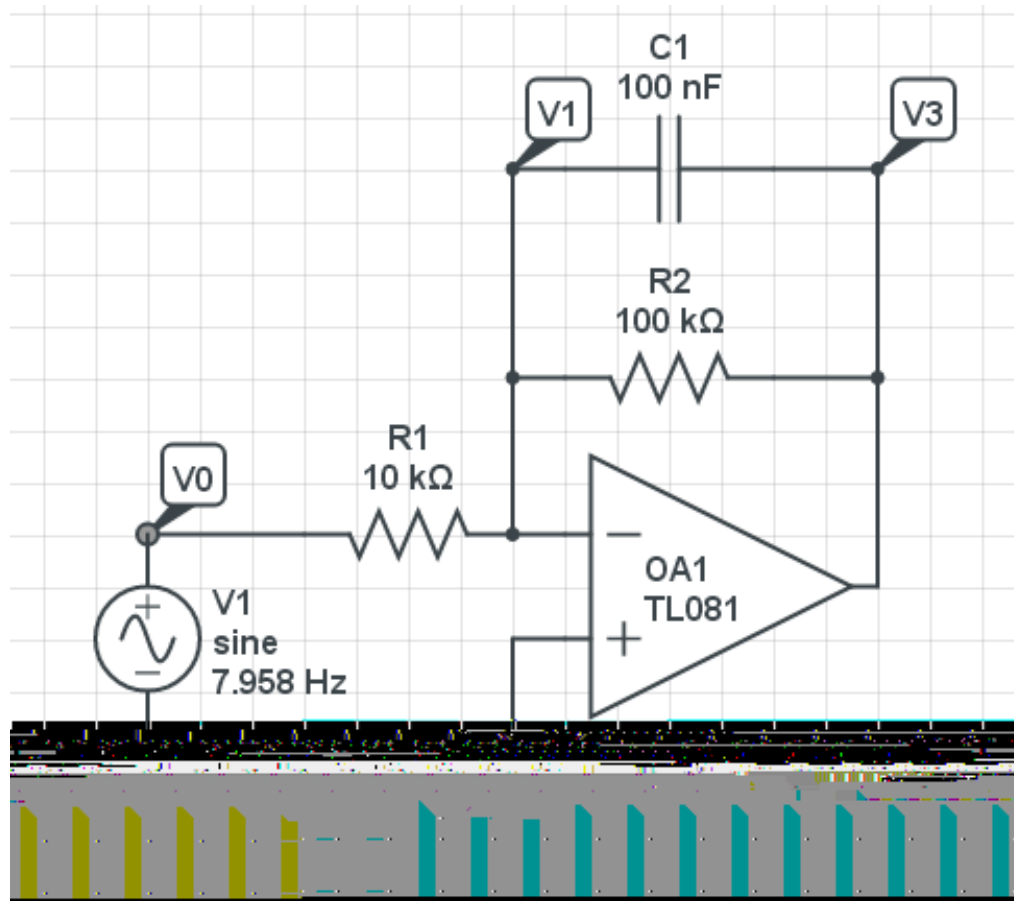 C1
100 nF
V1
V3
R2
100 kΩ
R1
10 kΩ
V0
OA1
TL081
V1
sine
7.958 Hz